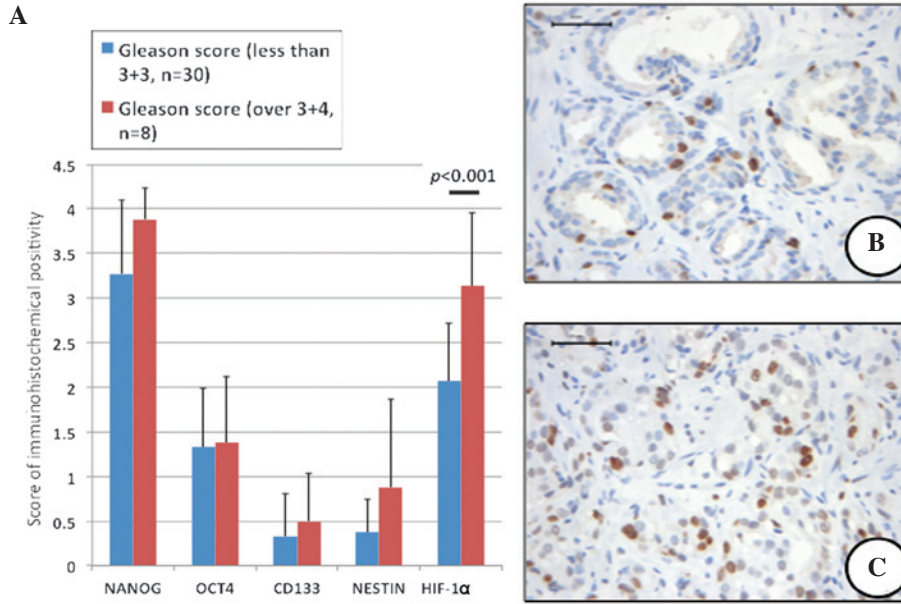 A
Gleason score (less than
3+3, n=30)
Gleason score (over 3+4,
n=8)
Score of immunohistochemical positivity
4.5
4
3.5
3
2.5
2
1.5
1
0.5
0
p<0.001
NANOG OCT4 CD133 NESTIN HIF-1α
B
C